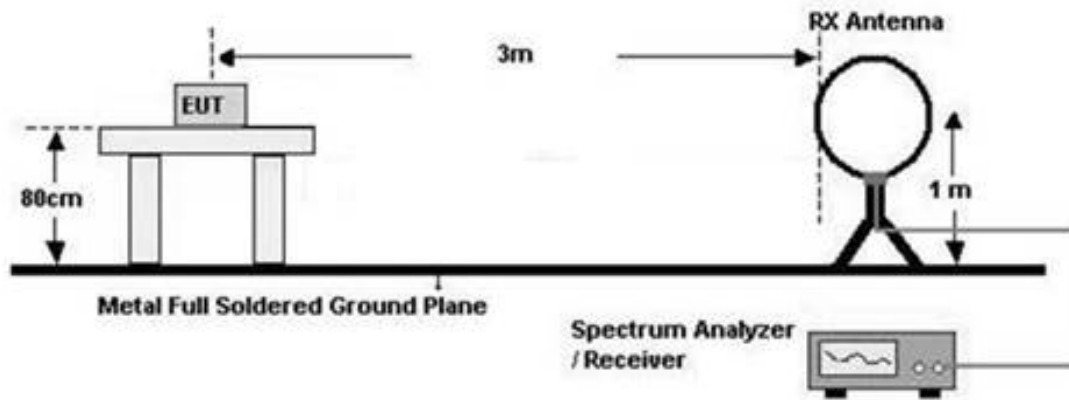 RX Antenna
3m
EUT
80cm
1 m
Metal Full Soldered Ground Plane
Spectrum Analyzer
/ Receiver